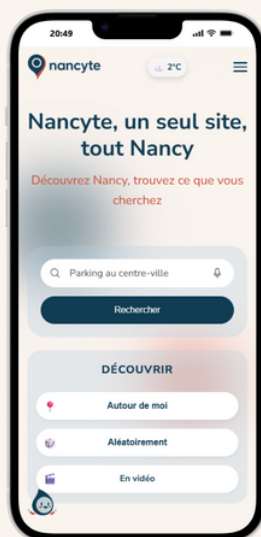 20:49
nancyte
2°C
Nancyte, un seul site,
tout Nancy
Découvrez Nancy, trouvez ce que vous
cherchez
Parking au centre-ville
Rechercher
DÉCOUVRIR
Autour de moi
Aléatoirement
En vidéo